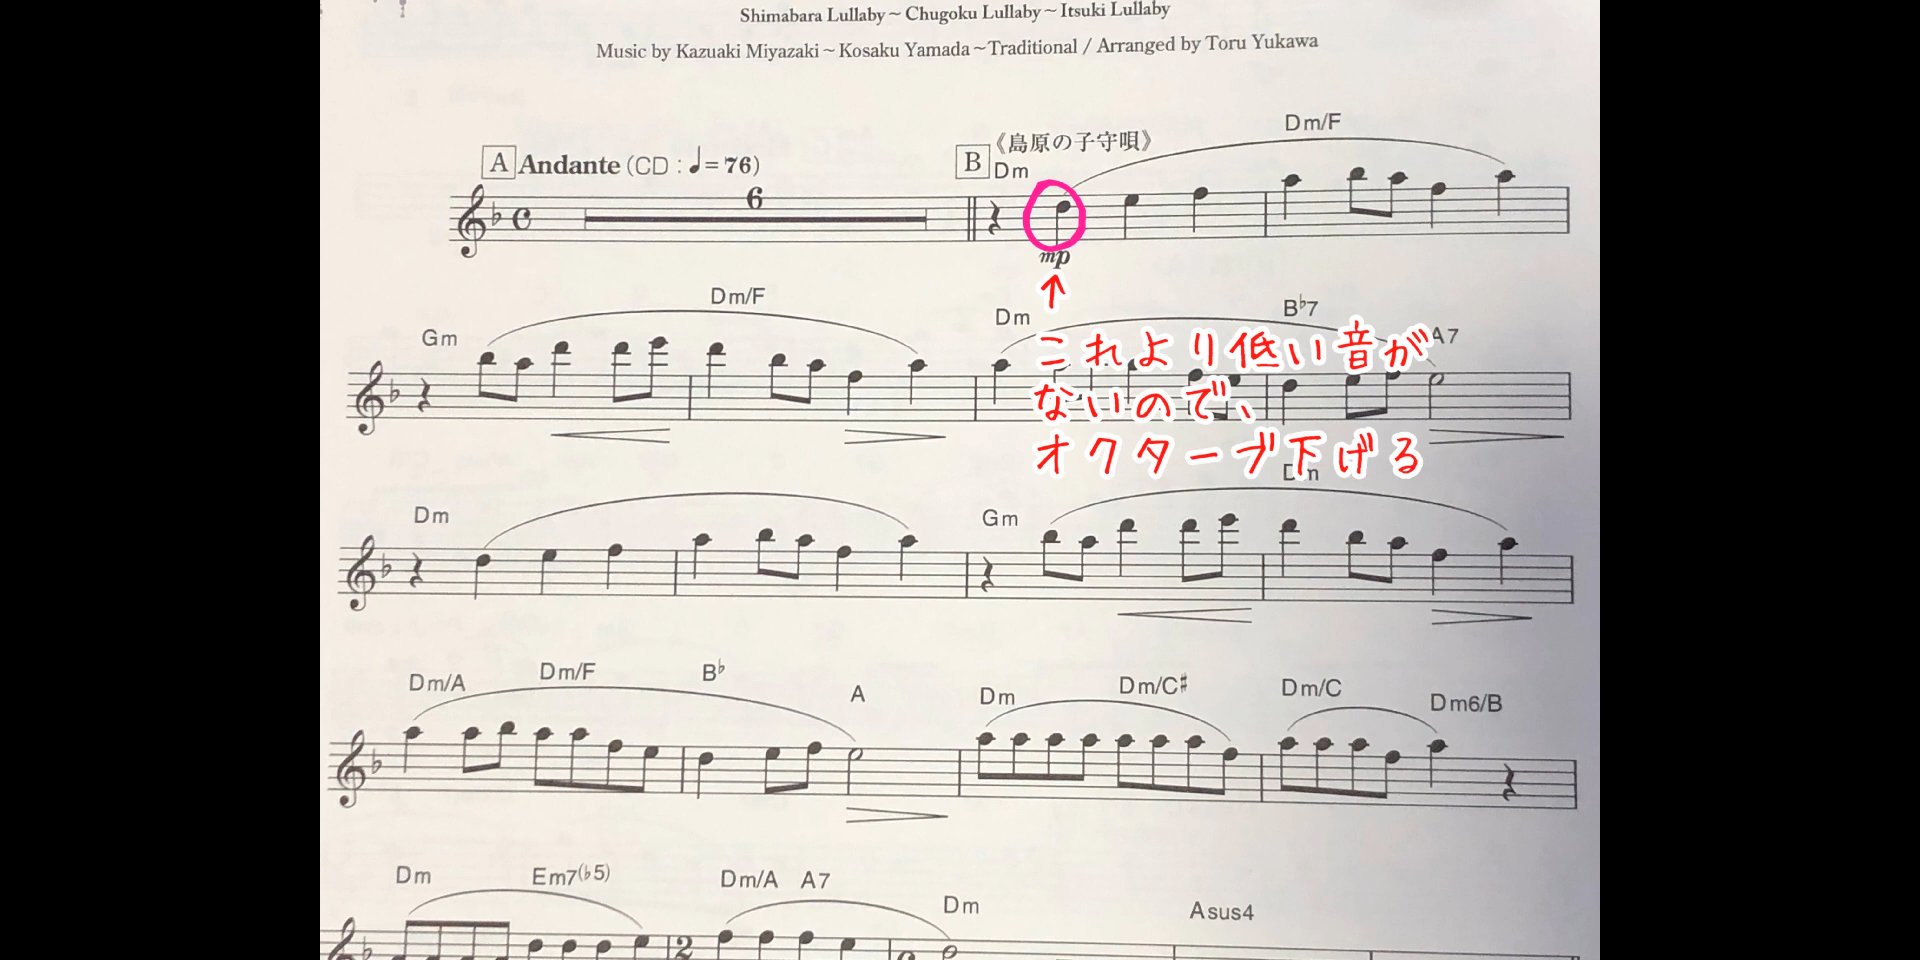 Shimabara Lullaby ~ Chugoku Lullaby ~ Itsuki Lullaby
Music by Kazuaki Miyazaki ~ Kosaku Yamada ~ Traditional / Arranged by Toru Yukawa
A Andante (CD : ♩= 76)
6
B 《島原の子守唄》
Dm Dm/F
mp
↑
Gm Dm/F Dm B♭7 A7
これより低い音が
ないので、
オクターブ下げる
Dm Gm
Dm/A Dm/F B♭ A Dm Dm/C♯ Dm/C Dm6/B
Dm Em7(♭5) Dm/A A7 Dm Asus4
2